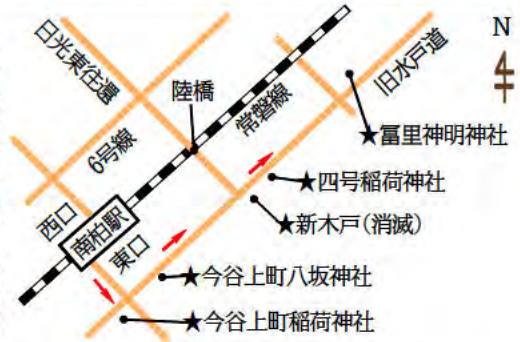 N
日光東往還
陸橋
常磐線
旧水戸道
6号線
★冨里神明神社
★四号稲荷神社
★新木戸(消滅)
西口
南柏駅
東口
★今谷上町八坂神社
★今谷上町稲荷神社